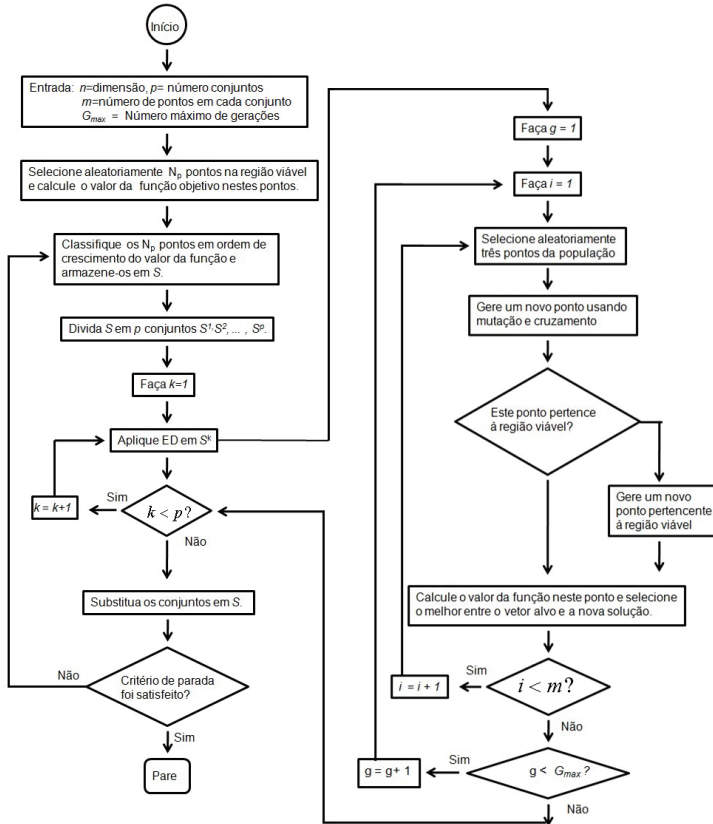 Início
Entrada: n=dimensão, p= número conjuntos
m=número de pontos em cada conjunto
Gmax = Número máximo de gerações
Selecione aleatoriamente Np pontos na região viável
e calcule o valor da função objetivo nestes pontos.
Classifique os Np pontos em ordem de
crescimento do valor da função e
armazene-os em S.
Divida S em p conjuntos S¹,S², ... , Sᵖ.
Faça k=1
Aplique ED em Sᵏ
k = k+1
Sim
k < p?
Não
Substitua os conjuntos em S.
Não
Critério de parada
foi satisfeito?
Sim
Pare
Faça g = 1
Faça i = 1
Selecione aleatoriamente
três pontos da população
Gere um novo ponto usando
mutação e cruzamento
Este ponto pertence
à região viável?
Gere um novo
ponto pertencente
à região viável
Calcule o valor da função neste ponto e selecione
o melhor entre o vetor alvo e a nova solução.
i = i + 1
Sim
i < m?
Não
g = g+ 1
Sim
g < Gmax ?
Não